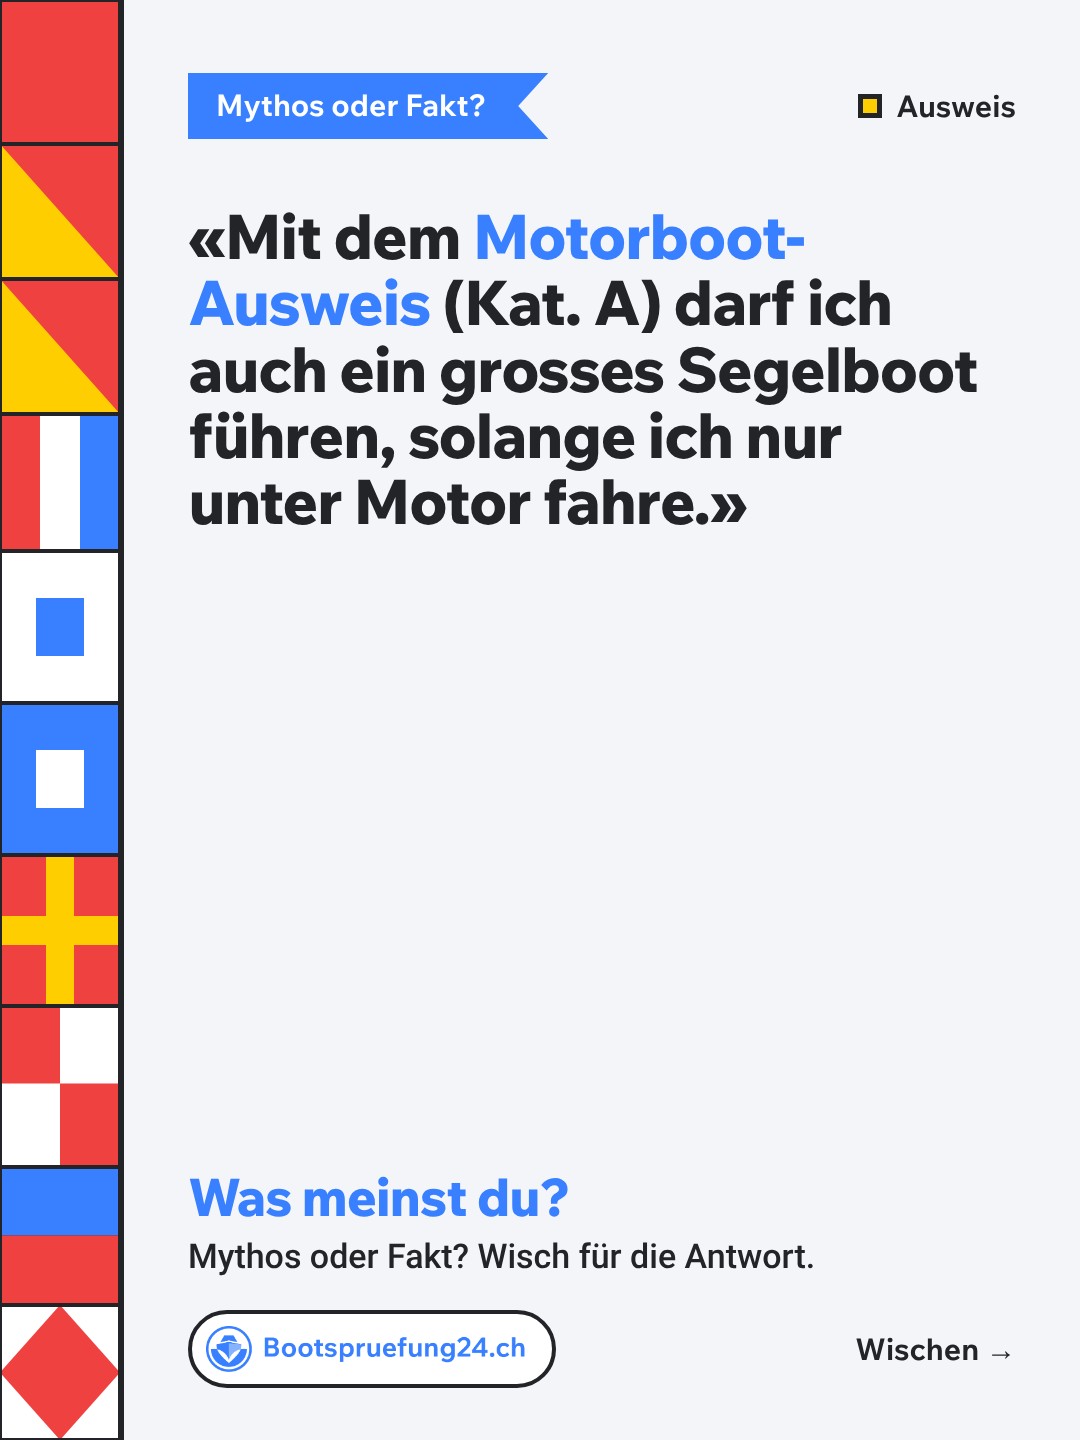 Mythos oder Fakt?
Ausweis
«Mit dem Motorboot-
Ausweis (Kat. A) darf ich
auch ein grosses Segelboot
führen, solange ich nur
unter Motor fahre.»
Was meinst du?
Mythos oder Fakt? Wisch für die Antwort.
Bootspruefung24.ch
Wischen →